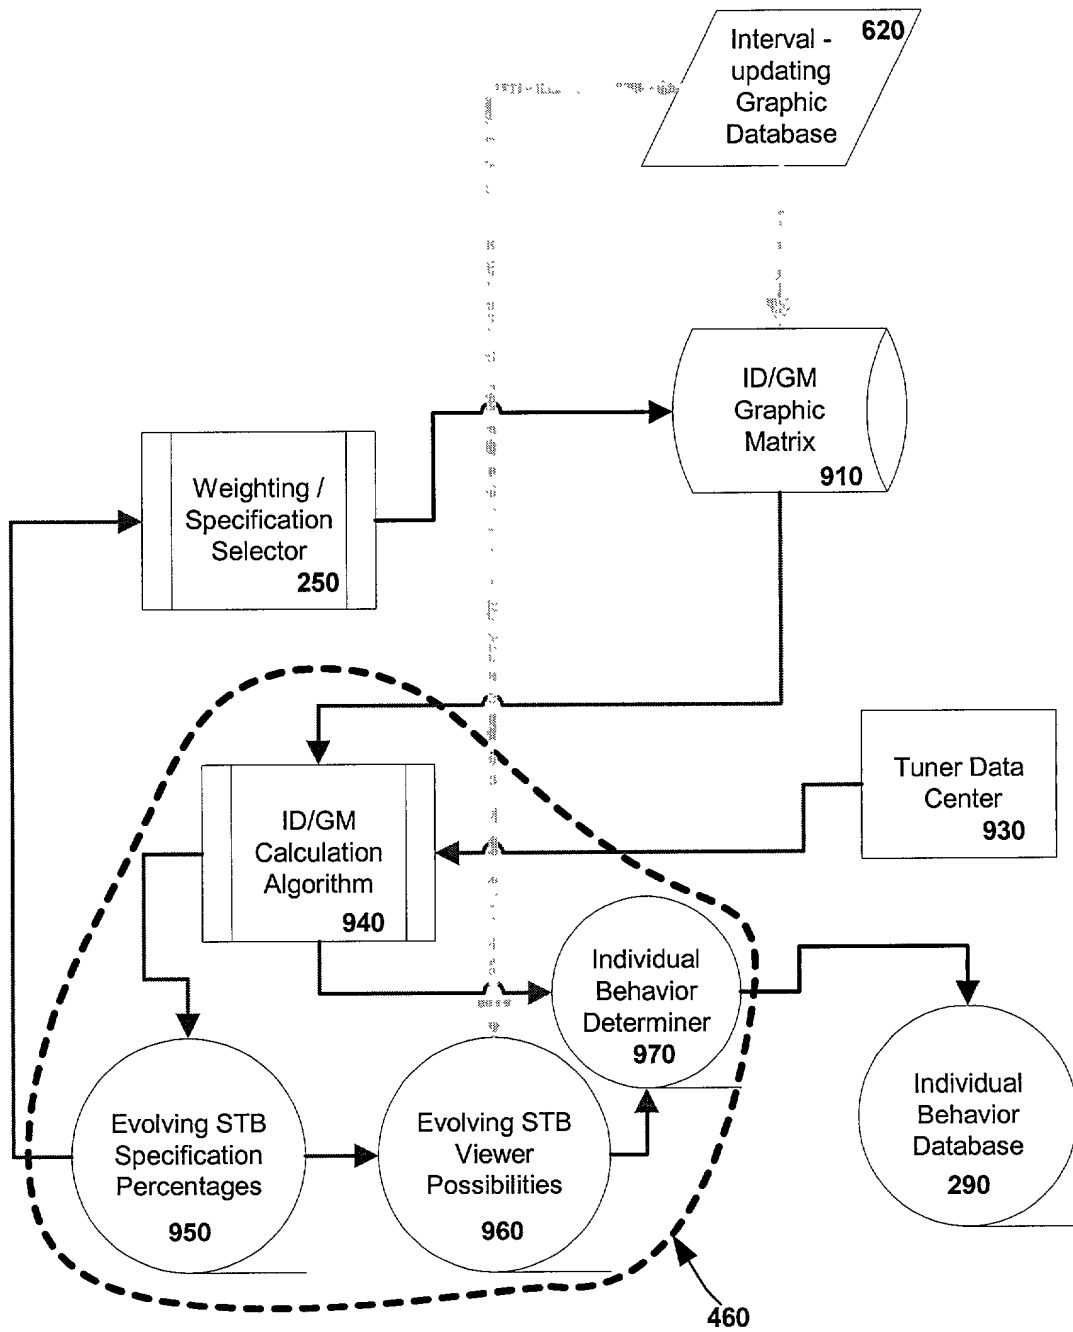 620
Interval -
updating
Graphic
Database
ID/GM
Graphic
Matrix
910
Weighting /
Specification
Selector
250
Tuner Data
Center
930
ID/GM
Calculation
Algorithm
940
Individual
Behavior
Determiner
970
Individual
Behavior
Database
290
Evolving STB
Specification
Percentages
950
Evolving STB
Viewer
Possibilities
960
460